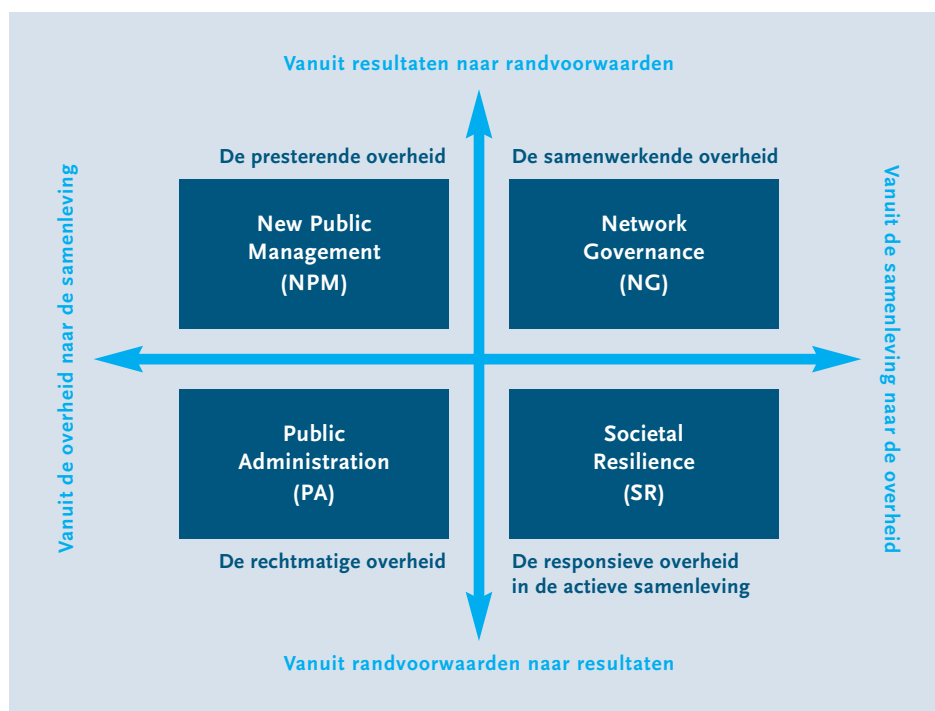 Vanuit resultaten naar randvoorwaarden
De presterende overheid
De samenwerkende overheid
Vanuit de overheid naar de samenleving
New Public
Management
(NPM)
Network
Governance
(NG)
Vanuit de samenleving naar de overheid
Public
Administration
(PA)
Societal
Resilience
(SR)
De rechtmatige overheid
De responsieve overheid
in de actieve samenleving
Vanuit randvoorwaarden naar resultaten